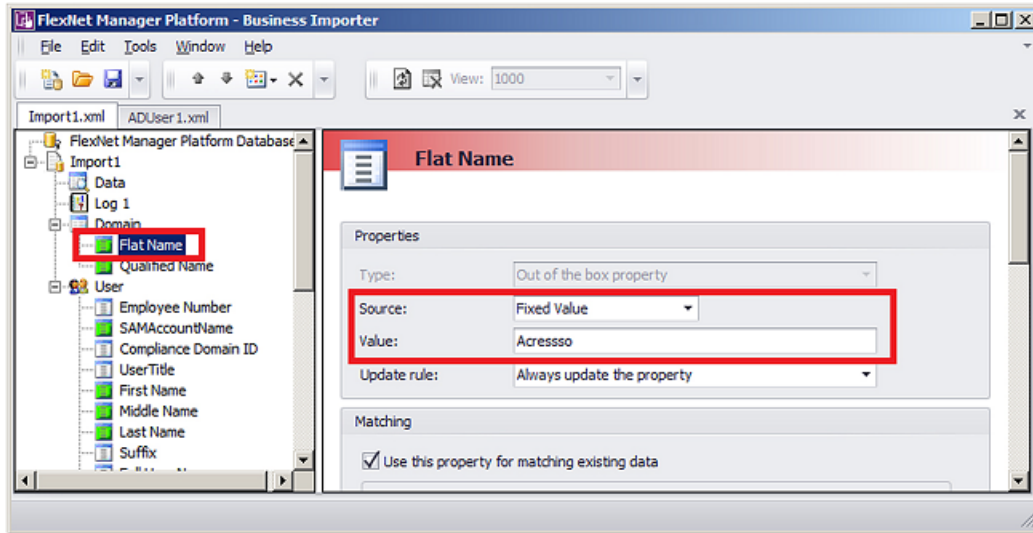 FlexNet Manager Platform - Business Importer
File Edit Tools Window Help
View: 1000
Import1.xml ADUser1.xml
FlexNet Manager Platform Database
Import1
Data
Log 1
Domain
Flat Name
Qualified Name
User
Employee Number
SAMAccountName
Compliance Domain ID
UserTitle
First Name
Middle Name
Last Name
Suffix
Flat Name
Properties
Type: Out of the box property
Source: Fixed Value
Value: Acressso
Update rule: Always update the property
Matching
Use this property for matching existing data